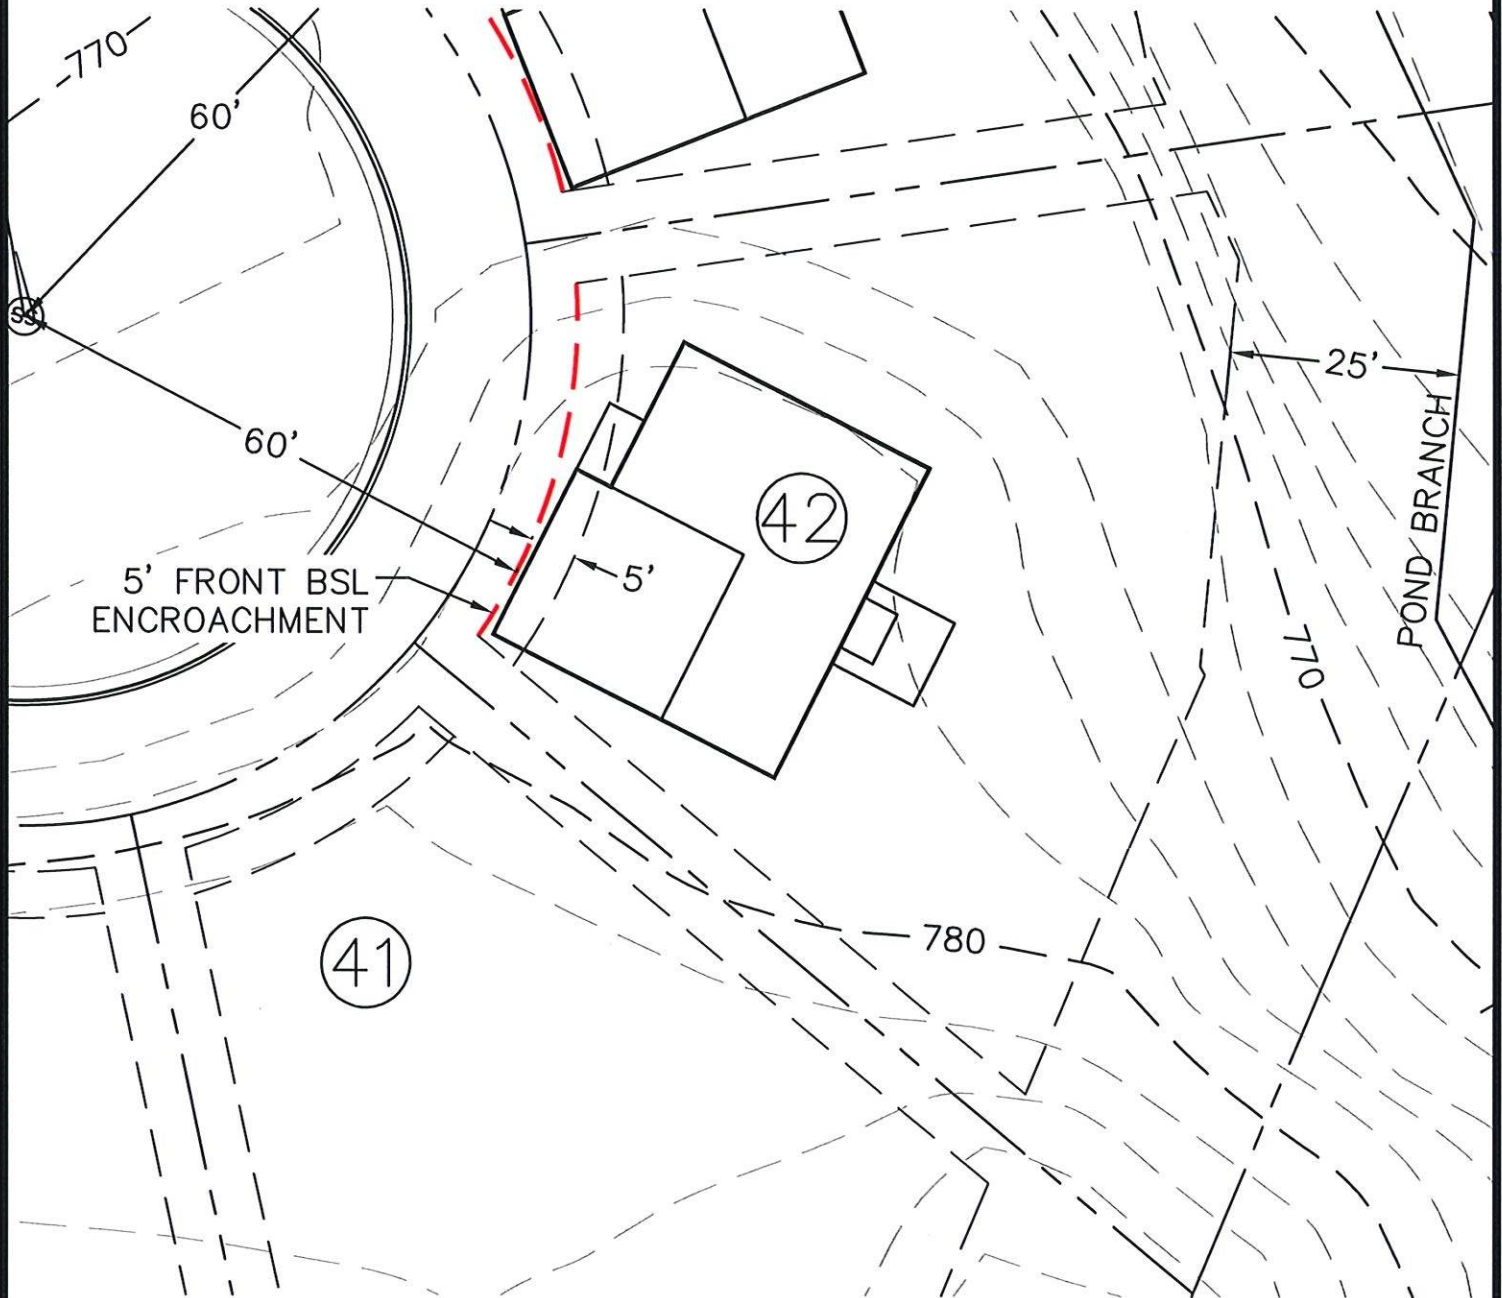 770
60'
SS
60'
25'
POND BRANCH
42
5'
5' FRONT BSL
ENCROACHMENT
770
41
780